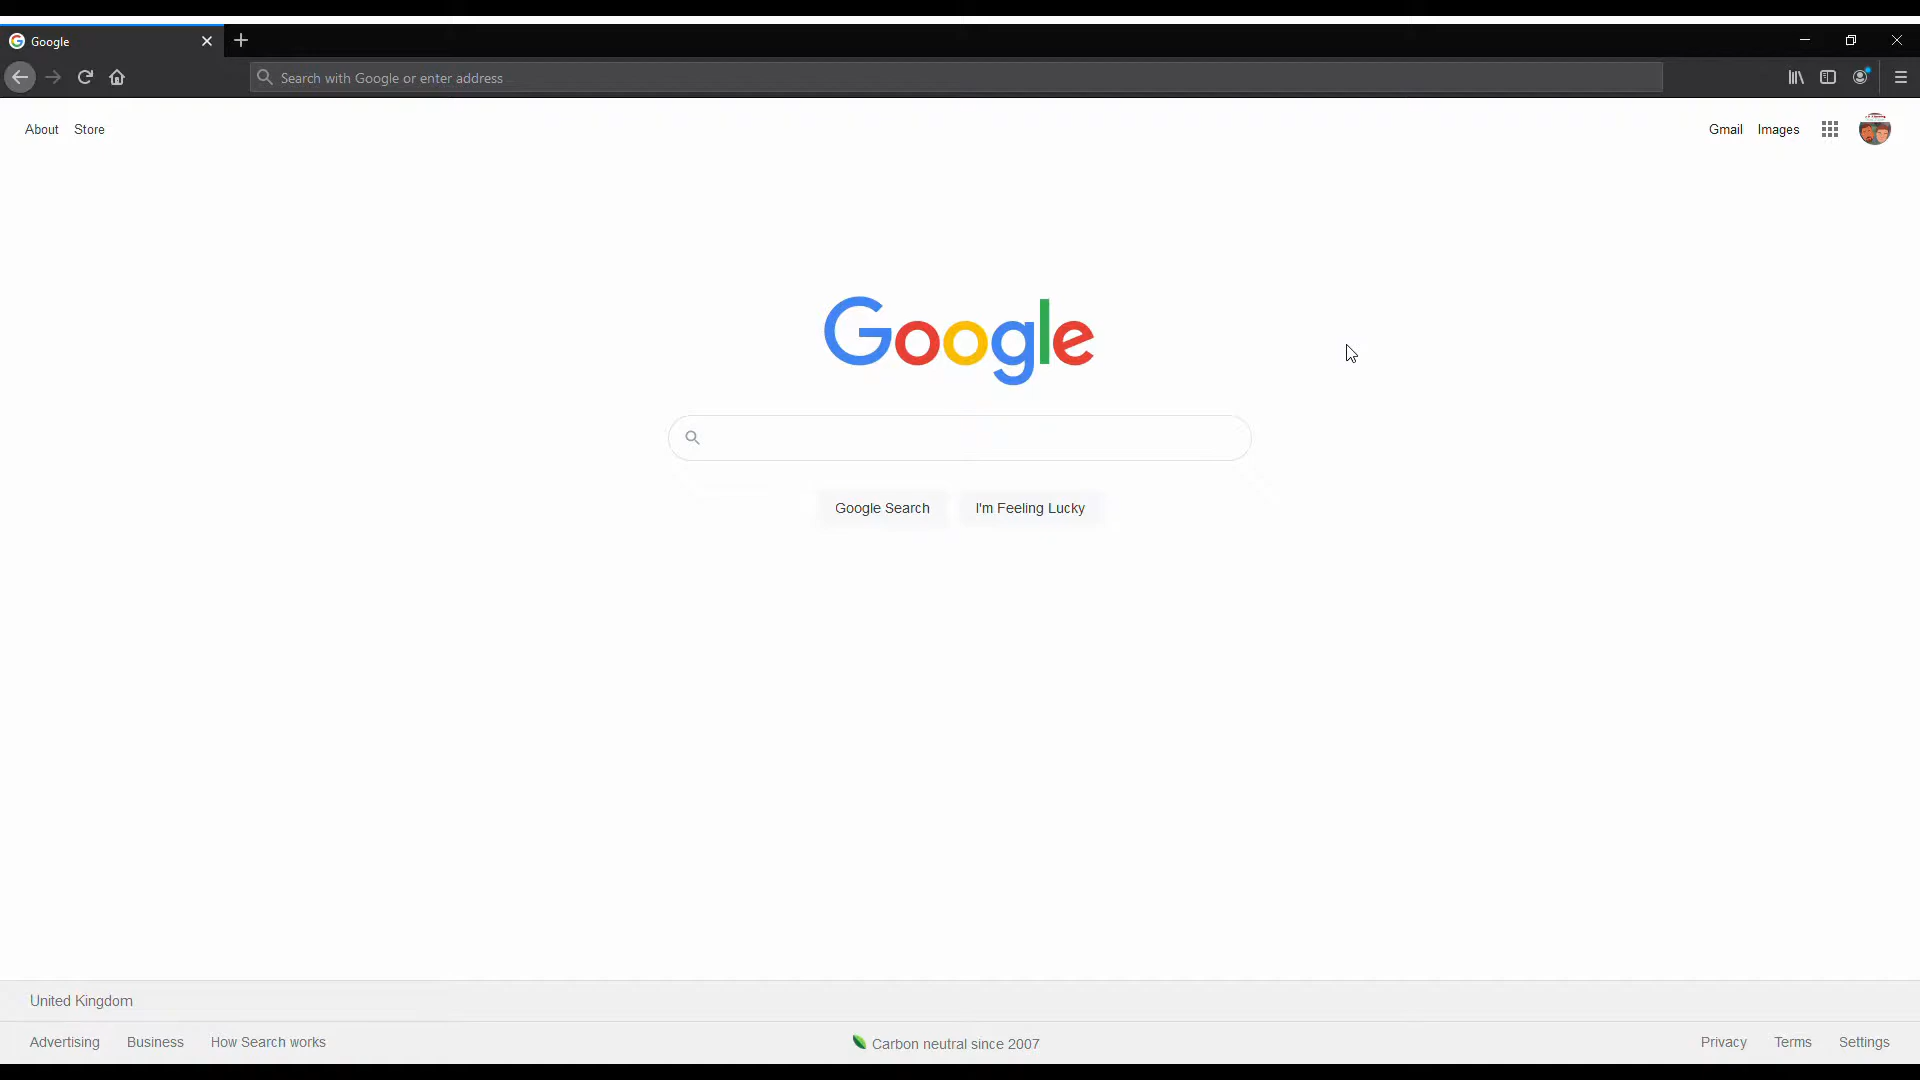 Google
Search with Google or enter address
About Store
Gmail Images
Google
Google Search I'm Feeling Lucky
United Kingdom
Advertising Business How Search works
Carbon neutral since 2007
Privacy Terms Settings